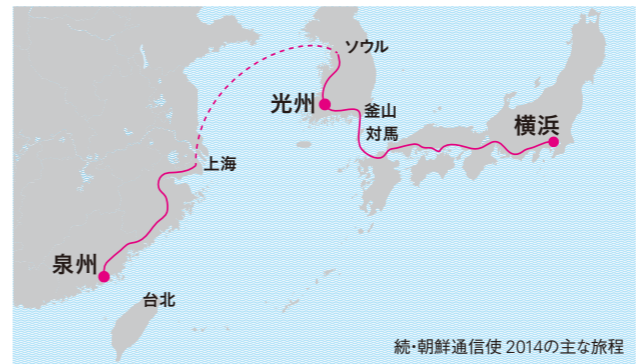 ソウル
光州
釜山
対馬
横浜
上海
泉州
台北
続・朝鮮通信使 2014の主な旅程